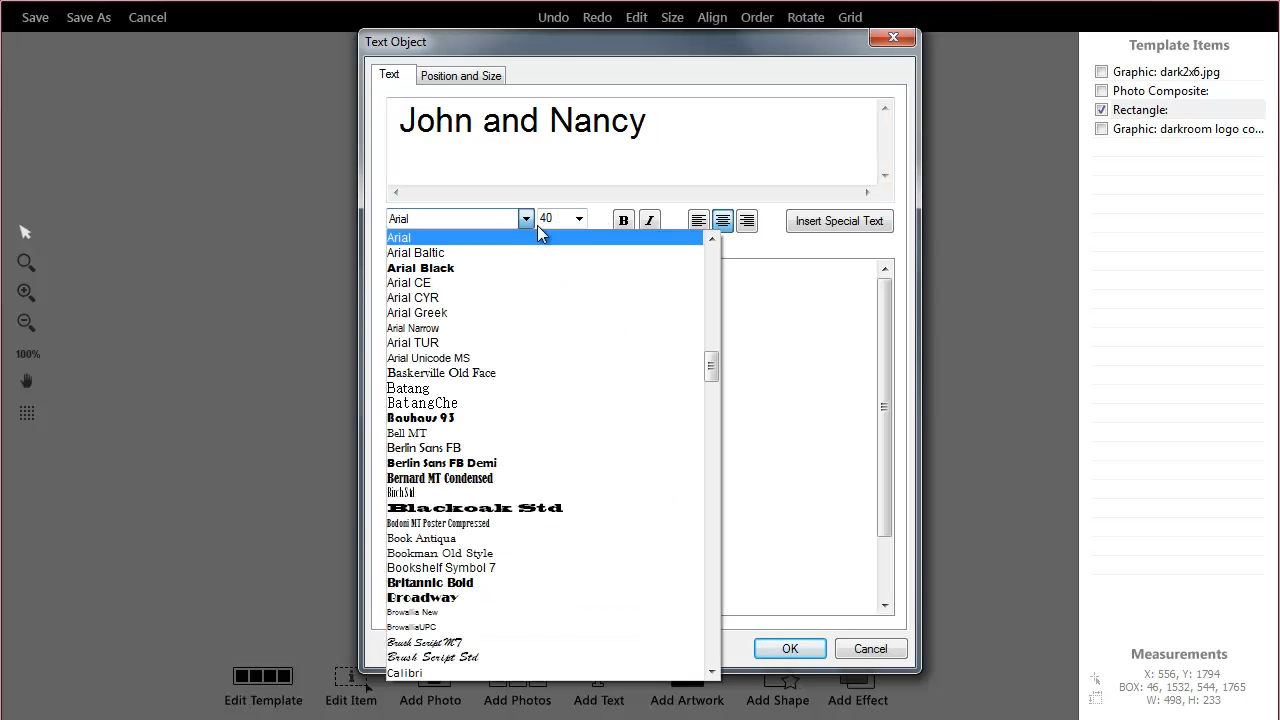 Save Save As Cancel Undo Redo Edit Size Align Order Rotate Grid
Text Object
Text Position and Size
John and Nancy
Arial 40 B I Insert Special Text
Arial
Arial Baltic
Arial Black
Arial CE
Arial CYR
Arial Greek
Arial Narrow
Arial TUR
Arial Unicode MS
Baskerville Old Face
Batang
BatangChe
Bauhaus 93
Bell MT
Berlin Sans FB
Berlin Sans FB Demi
Bernard MT Condensed
Birch Std
Blackoak Std
Bodoni MT Poster Compressed
Book Antiqua
Bookman Old Style
Bookshelf Symbol 7
Britannic Bold
Broadway
Browallia New
BrowalliaUPC
Brush Script MT
Brush Script Std
Calibri
OK Cancel
100%
Template Items
Graphic: dark2x6.jpg
Photo Composite:
Rectangle:
Graphic: darkroom logo co...
Edit Template Edit Item Add Photo Add Photos Add Text Add Artwork Add Shape Add Effect
Measurements
X: 556, Y: 1794
BOX: 46, 1532, 544, 1765
W: 498, H: 233